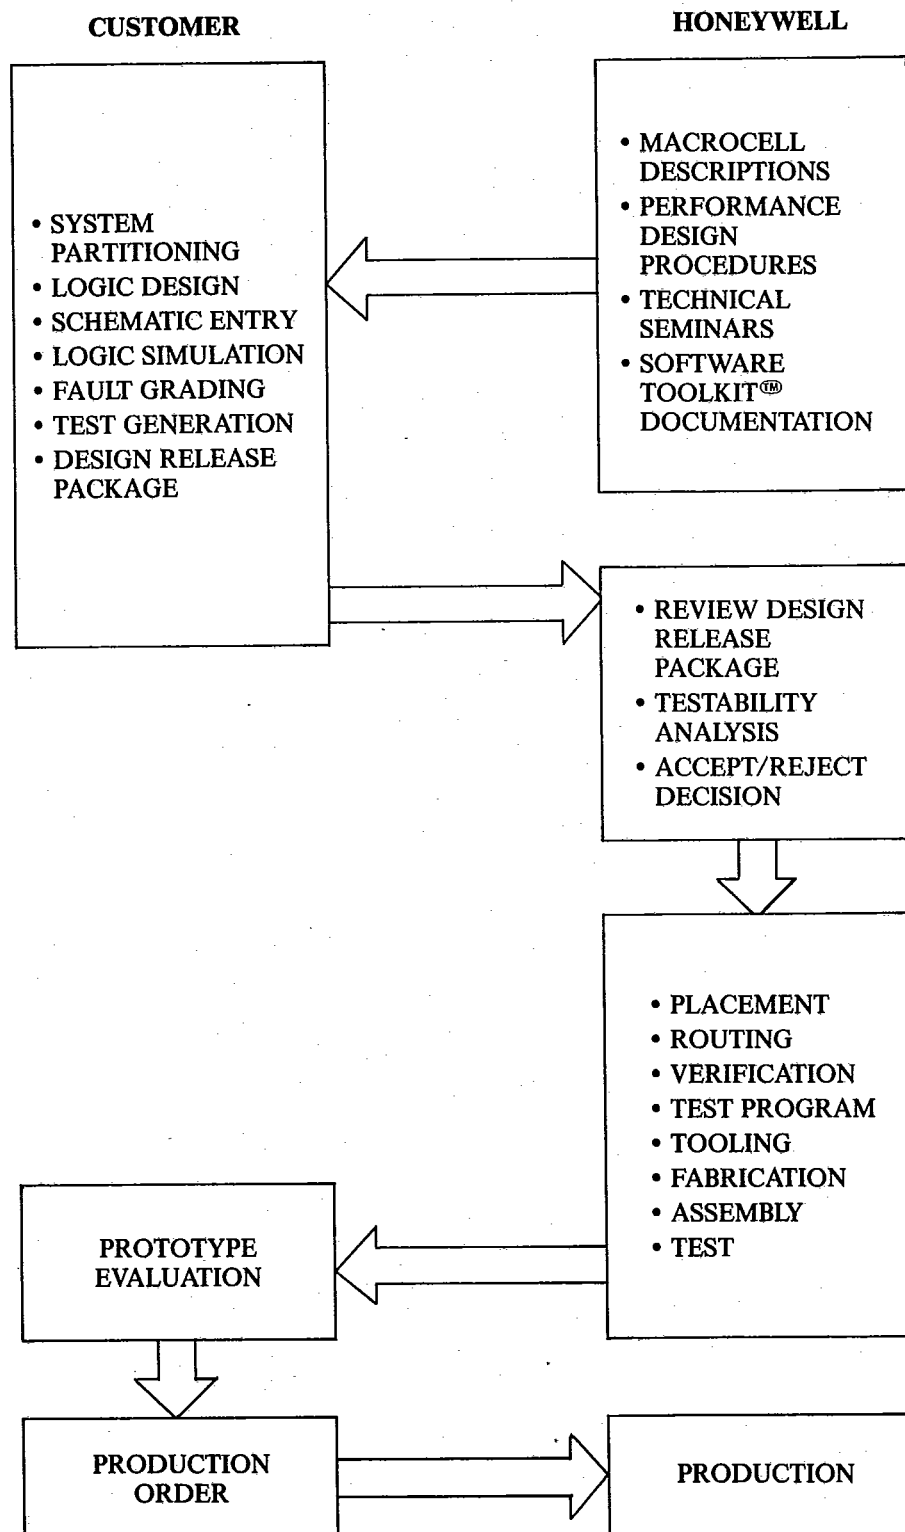 CUSTOMER
HONEYWELL
• SYSTEM
PARTITIONING
• LOGIC DESIGN
• SCHEMATIC ENTRY
• LOGIC SIMULATION
• FAULT GRADING
• TEST GENERATION
• DESIGN RELEASE
PACKAGE
• MACROCELL
DESCRIPTIONS
• PERFORMANCE
DESIGN
PROCEDURES
• TECHNICAL
SEMINARS
• SOFTWARE
TOOLKIT™
DOCUMENTATION
• REVIEW DESIGN
RELEASE
PACKAGE
• TESTABILITY
ANALYSIS
• ACCEPT/REJECT
DECISION
• PLACEMENT
• ROUTING
• VERIFICATION
• TEST PROGRAM
• TOOLING
• FABRICATION
• ASSEMBLY
• TEST
PROTOTYPE
EVALUATION
PRODUCTION
ORDER
PRODUCTION